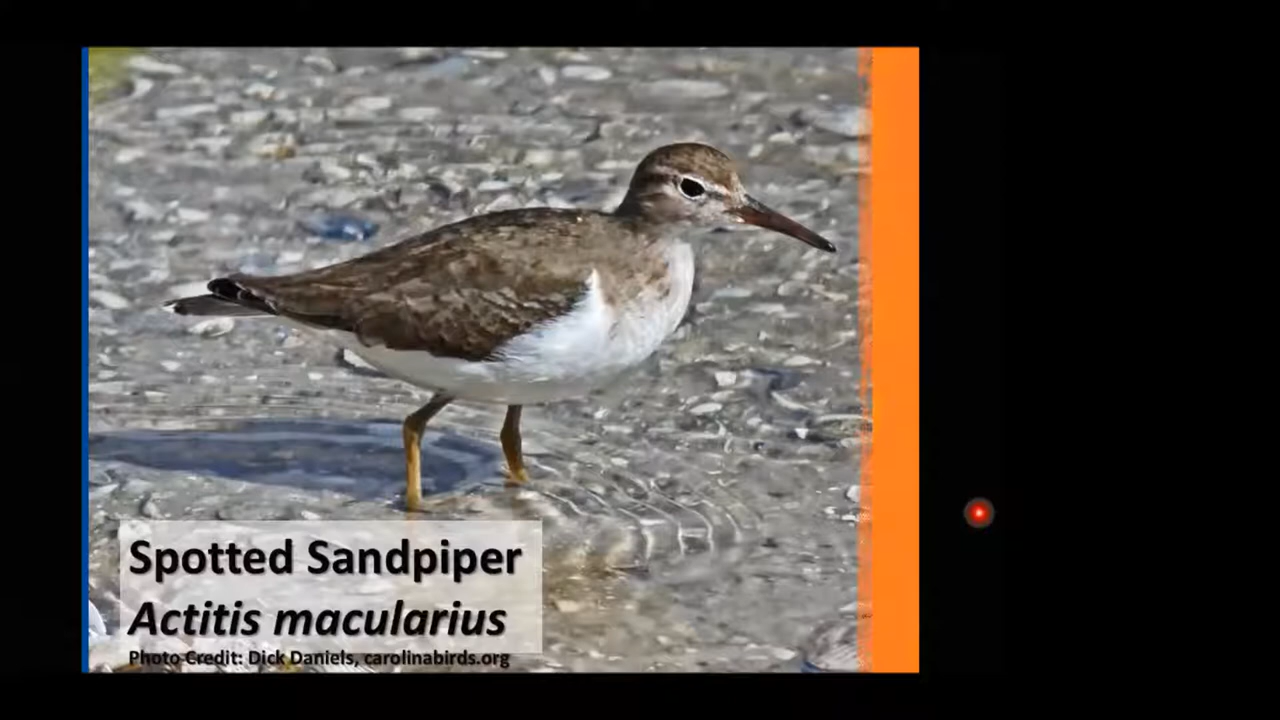 Spotted Sandpiper
Actitis macularius
Photo Credit: Dick Daniels, carolinabirds.org